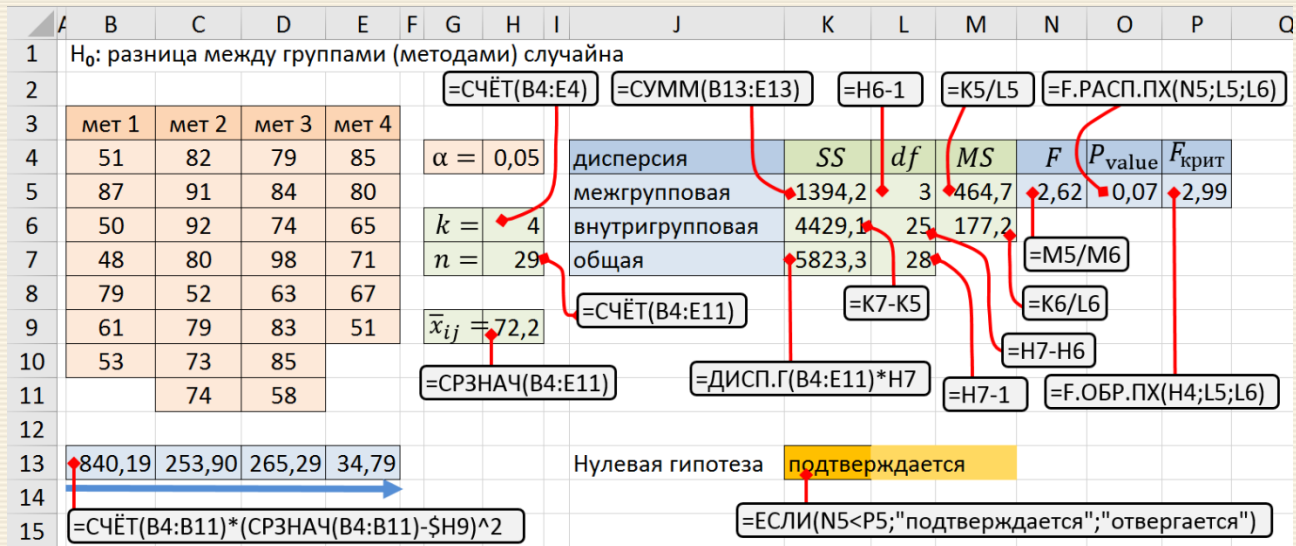 A B C D E F G H I J K L M N O P Q
1 H₀: разница между группами (методами) случайна
2 =СЧЁТ(B4:E4) =СУММ(B13:E13) =H6-1 =K5/L5 =F.РАСП.ПХ(N5;L5;L6)
3 мет 1 мет 2 мет 3 мет 4
4 51 82 79 85 α = 0,05 дисперсия SS df MS F Pvalue Fкрит
5 87 91 84 80 межгрупповая 1394,2 3 464,7 2,62 0,07 2,99
6 50 92 74 65 k = 4 внутригрупповая 4429,1 25 177,2
7 48 80 98 71 n = 29 общая 5823,3 28 =M5/M6
8 79 52 63 67 =СЧЁТ(B4:E11) =K7-K5 =K6/L6
9 61 79 83 51 x̅ij = 72,2
10 53 73 85 =СРЗНАЧ(B4:E11) =ДИСП.Г(B4:E11)*H7 =H7-H6
11 74 58 =H7-1 =F.ОБР.ПХ(H4;L5;L6)
12
13 840,19 253,90 265,29 34,79 Нулевая гипотеза подтверждается
14
15 =СЧЁТ(B4:B11)*(СРЗНАЧ(B4:B11)-$H9)^2 =ЕСЛИ(N5<P5;"подтверждается";"отвергается")